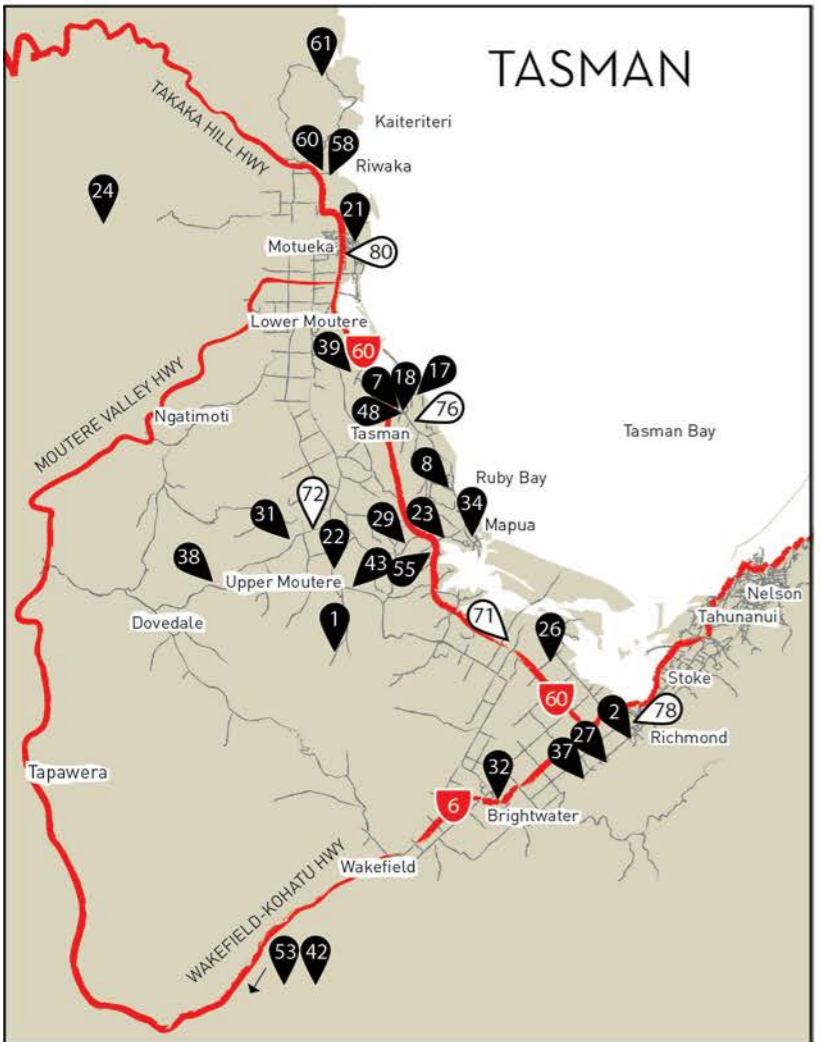 TASMAN
61
Kaiteriteri
TAKAKA HILL HWY
60
58
Riwaka
24
21
Motueka
80
Lower Moutere
39
60
7
18
17
48
76
Tasman
MOUTERE VALLEY HWY
Ngatimoti
Tasman Bay
8
Ruby Bay
72
34
31
29
23
Mapua
22
38
43
55
Upper Moutere
Nelson
Dovedale
1
71
26
Tahunanui
Stoke
60
2
78
Richmond
27
37
Tapawera
32
6
Brightwater
Wakefield
WAKEFIELD-KOHATU HWY
53
42